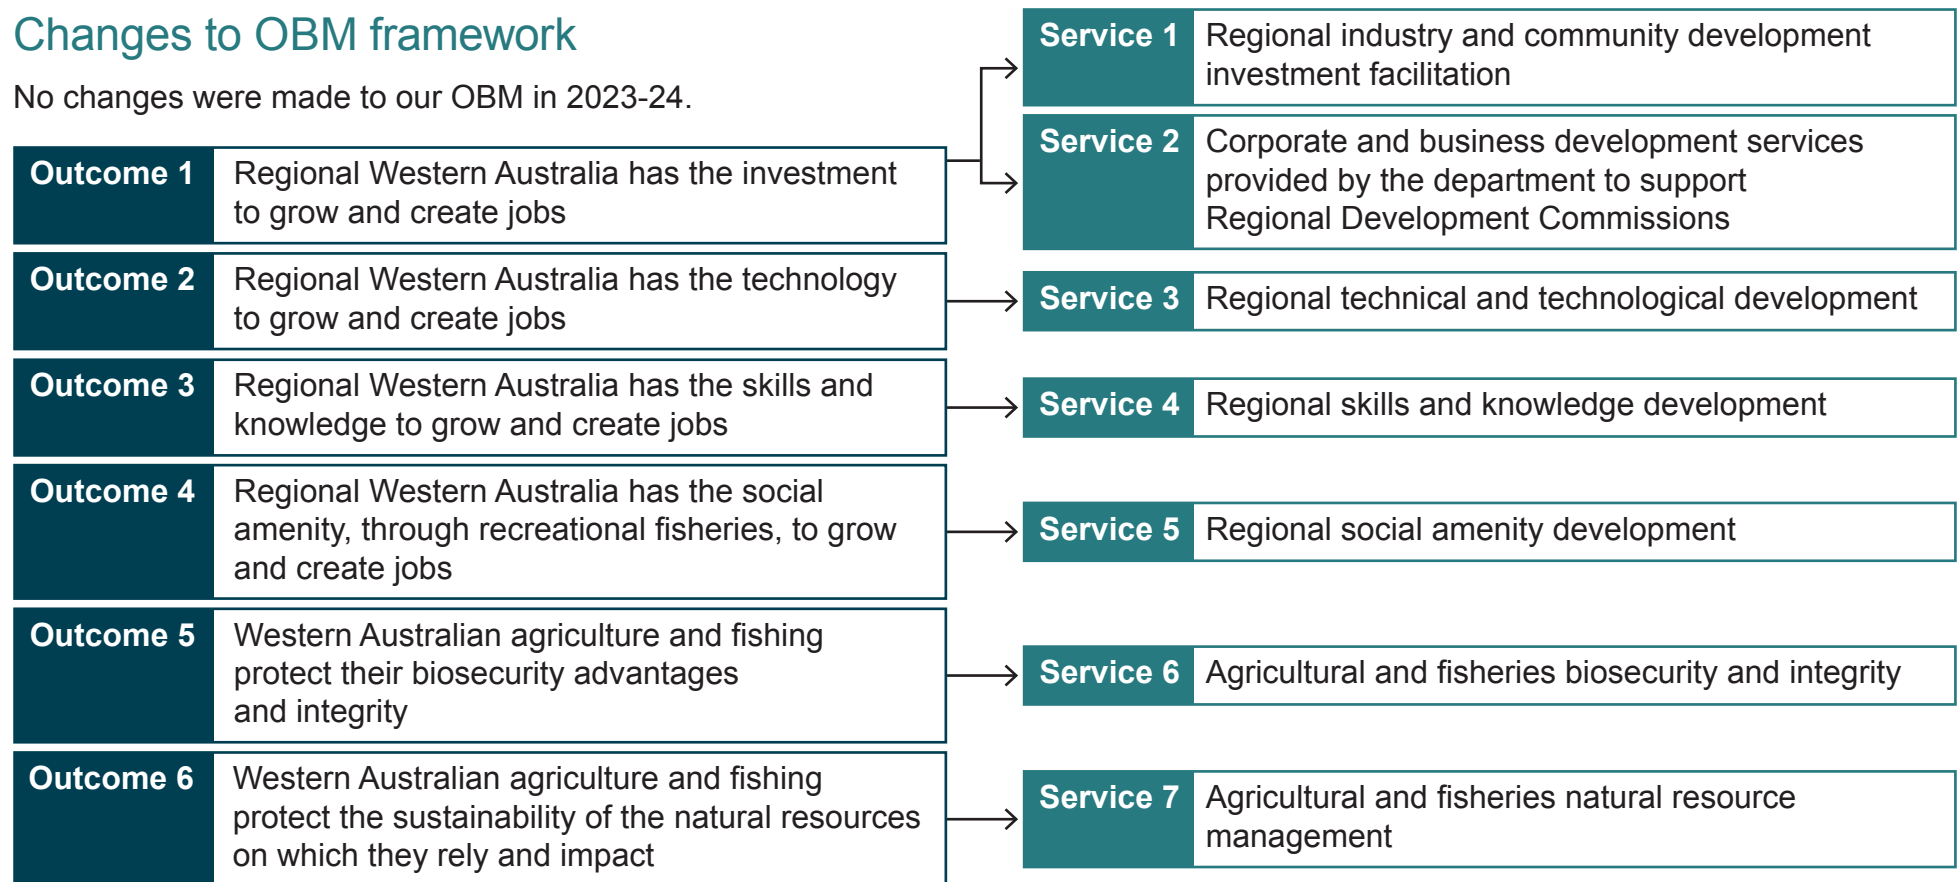 Changes to OBM framework
No changes were made to our OBM in 2023-24.
Outcome 1
Regional Western Australia has the investment
to grow and create jobs
Outcome 2
Regional Western Australia has the technology
to grow and create jobs
Outcome 3
Regional Western Australia has the skills and
knowledge to grow and create jobs
Outcome 4
Regional Western Australia has the social
amenity, through recreational fisheries, to grow
and create jobs
Outcome 5
Western Australian agriculture and fishing
protect their biosecurity advantages
and integrity
Outcome 6
Western Australian agriculture and fishing
protect the sustainability of the natural resources
on which they rely and impact
Service 1
Regional industry and community development
investment facilitation
Service 2
Corporate and business development services
provided by the department to support
Regional Development Commissions
Service 3
Regional technical and technological development
Service 4
Regional skills and knowledge development
Service 5
Regional social amenity development
Service 6
Agricultural and fisheries biosecurity and integrity
Service 7
Agricultural and fisheries natural resource
management